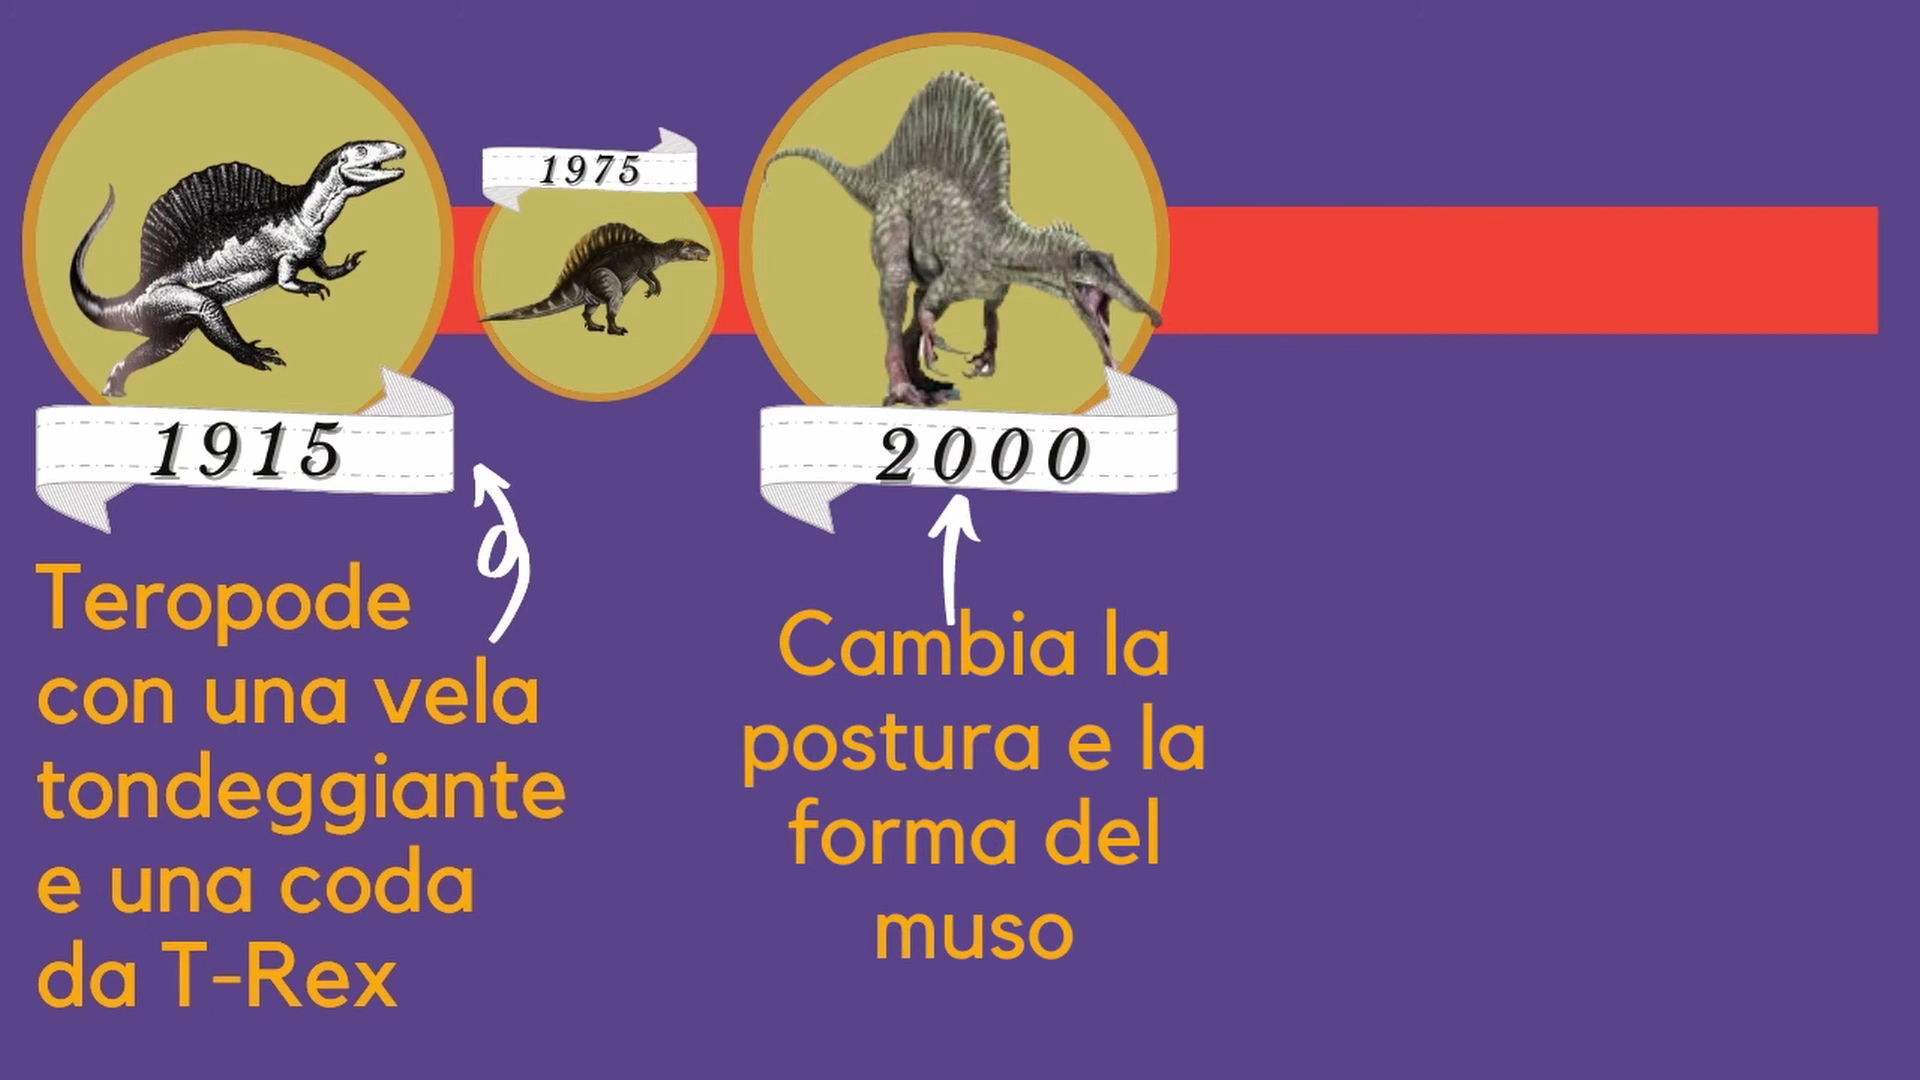 1915
1975
2000
Teropode
con una vela
tondeggiante
e una coda
da T-Rex
Cambia la
postura e la
forma del
muso